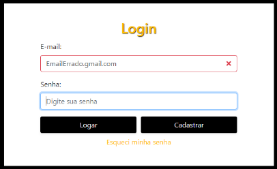 Login
E-mail:
EmailErrado.gmail.com
Senha:
Digite sua senha
Logar Cadastrar
Esqueci minha senha